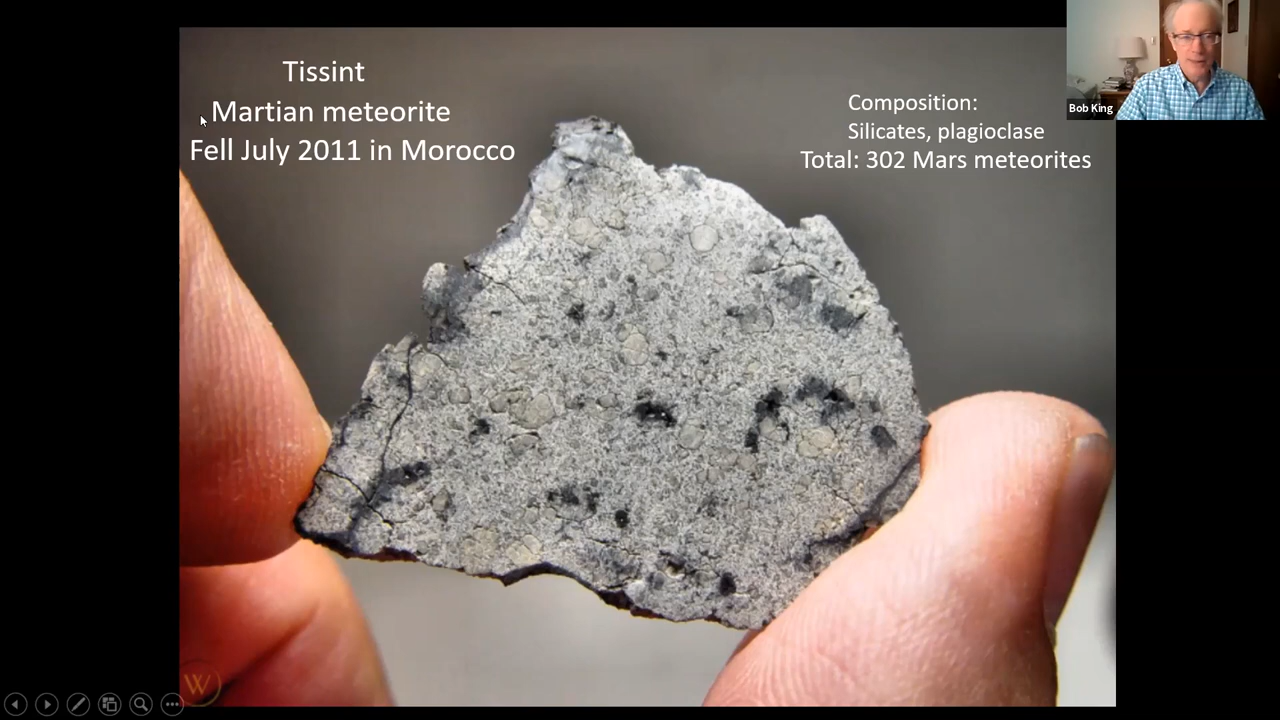 Tissint
Martian meteorite
Fell July 2011 in Morocco
Composition:
Silicates, plagioclase
Total: 302 Mars meteorites
Bob King
W